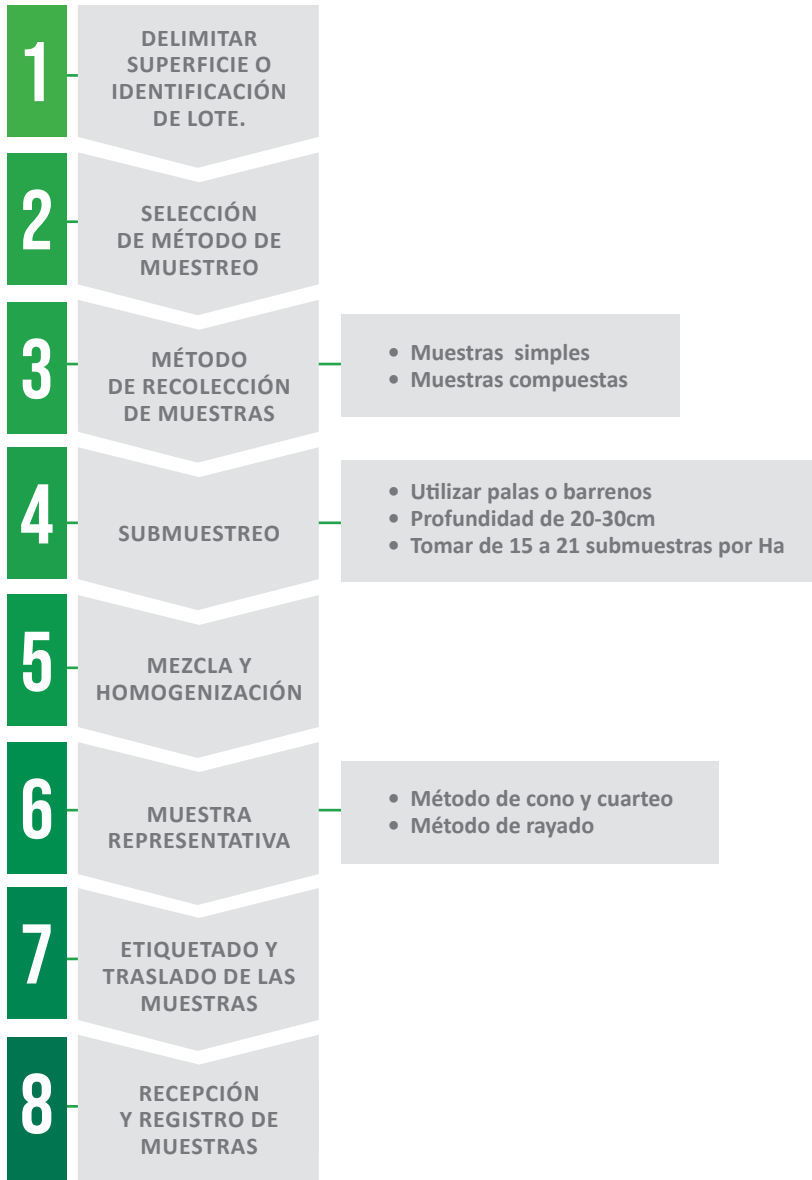 1
DELIMITAR
SUPERFICIE O
IDENTIFICACIÓN
DE LOTE.
2
SELECCIÓN
DE MÉTODO DE
MUESTREO
3
MÉTODO
DE RECOLECCIÓN
DE MUESTRAS
• Muestras simples
• Muestras compuestas
4
SUBMUESTREO
• Utilizar palas o barrenos
• Profundidad de 20-30cm
• Tomar de 15 a 21 submuestras por Ha
5
MEZCLA Y
HOMOGENIZACIÓN
6
MUESTRA
REPRESENTATIVA
• Método de cono y cuarteo
• Método de rayado
7
ETIQUETADO Y
TRASLADO DE LAS
MUESTRAS
8
RECEPCIÓN
Y REGISTRO DE
MUESTRAS